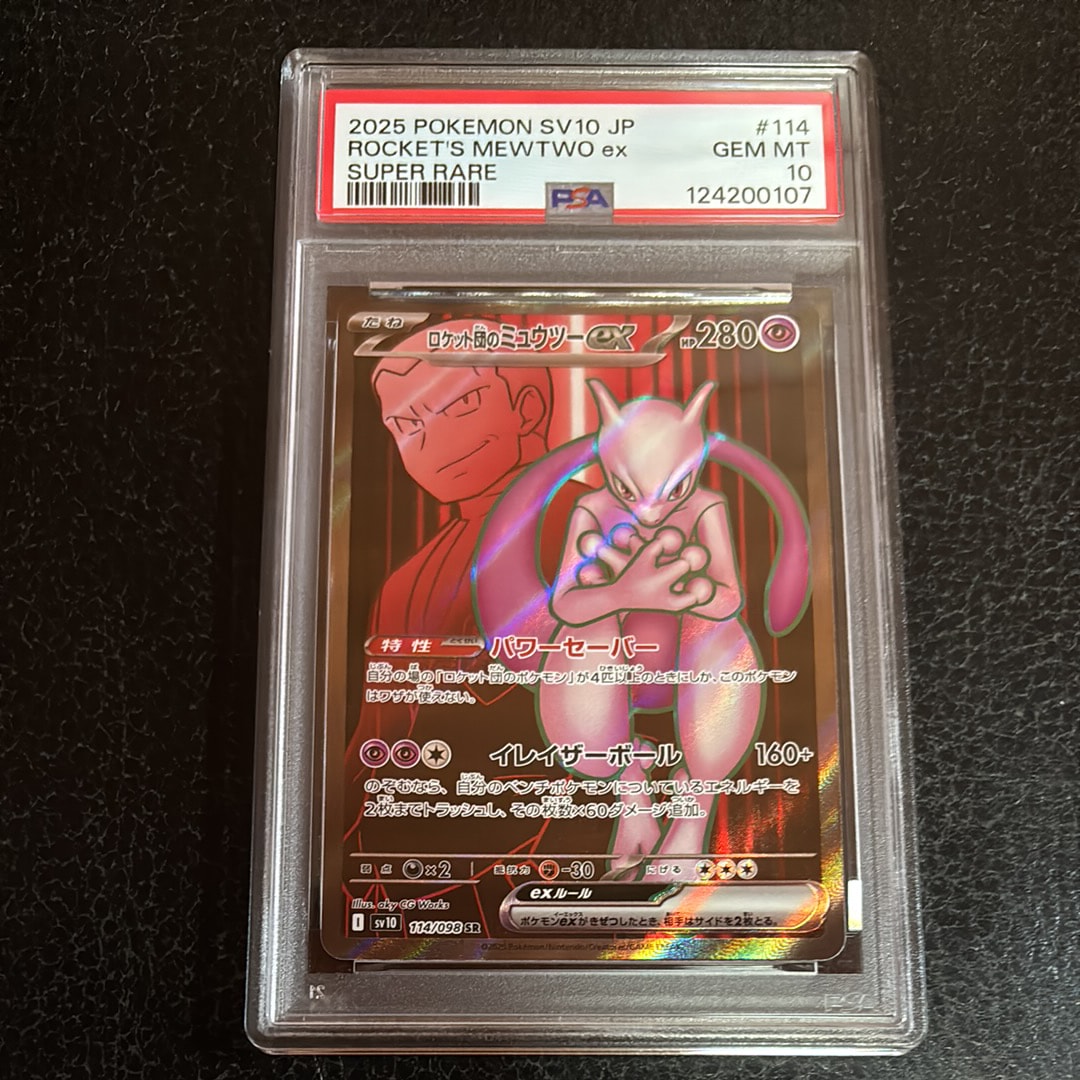 2025 POKEMON SV10 JP #114
ROCKET'S MEWTWO ex GEM MT
SUPER RARE 10
PSA 124200107
たね ロケット団のミュウツーex HP280
特性 パワーセーバー
自分の場の「ロケット団のポケモン」が4匹以上のときにしか、このポケモン
はワザが使えない。
イレイザーボール 160+
のぞむなら、自分のベンチポケモンについているエネルギーを
2枚までトラッシュし、その枚数×60ダメージ追加。
弱点 ×2 抵抗力 -30 にげる
exルール
ポケモンexがきぜつしたとき、相手はサイドを2枚とる。
Illus. aky CG Works
I sv10 114/098 SR